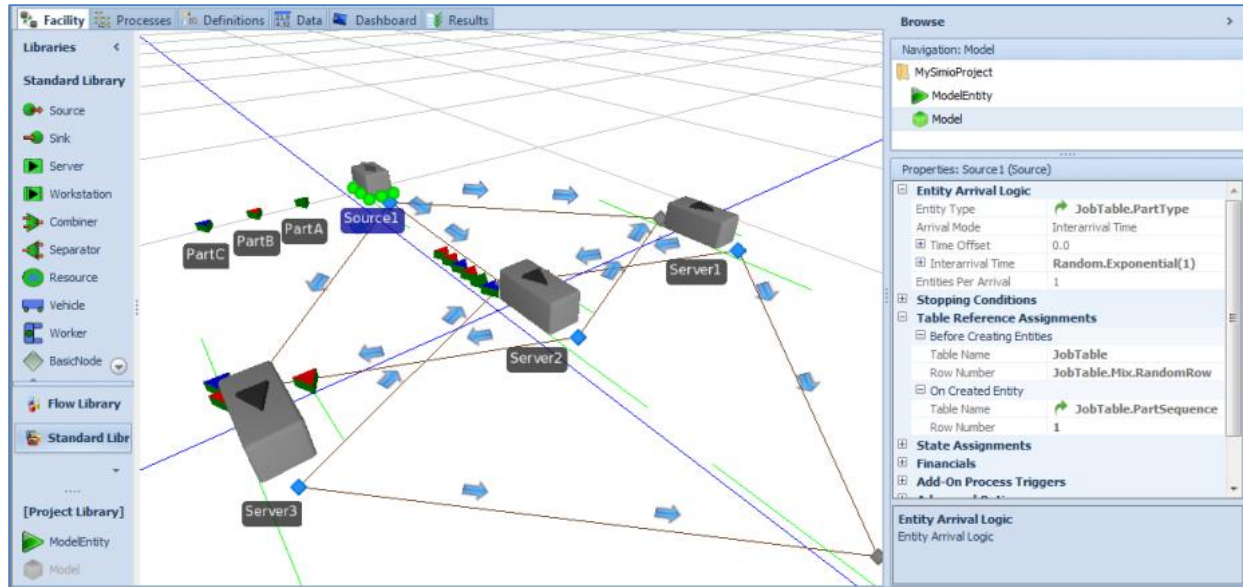 Facility Processes Definitions Data Dashboard Results
Libraries
Standard Library
Source
Sink
Server
Workstation
Combiner
Separator
Resource
Vehicle
Worker
BasicNode
Flow Library
Standard Libr
[Project Library]
ModelEntity
Model
PartC
PartB
PartA
Source1
Server1
Server2
Server3
Browse
Navigation: Model
MySimioProject
ModelEntity
Model
Properties: Source1 (Source)
Entity Arrival Logic
Entity Type JobTable.PartType
Arrival Mode Interarrival Time
Time Offset 0.0
Interarrival Time Random.Exponential(1)
Entities Per Arrival 1
Stopping Conditions
Table Reference Assignments
Before Creating Entities
Table Name JobTable
Row Number JobTable.Mix.RandomRow
On Created Entity
Table Name JobTable.PartSequence
Row Number 1
State Assignments
Financials
Add-On Process Triggers
Entity Arrival Logic
Entity Arrival Logic